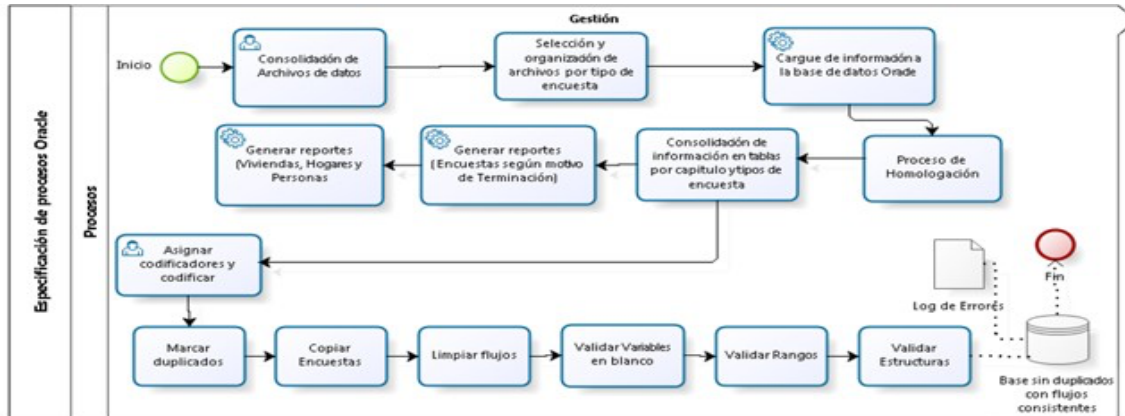 Gestión
Especificación de procesos Oracle
Procesos
Inicio
Consolidación de
Archivos de datos
Selección y
organización de
archivos por tipo de
encuesta
Cargue de información a
la base de datos Oracle
Proceso de
Homologación
Consolidación de
información en tablas
por capitulo y tipos de
encuesta
Generar reportes
(Encuestas según motivo
de Terminación)
Generar reportes
(Viviendas, Hogares y
Personas
Asignar
codificadores y
codificar
Marcar
duplicados
Copiar
Encuestas
Limpiar flujos
Validar Variables
en blanco
Validar Rangos
Validar
Estructuras
Log de Errores
Fin
Base sin duplicados
con flujos
consistentes